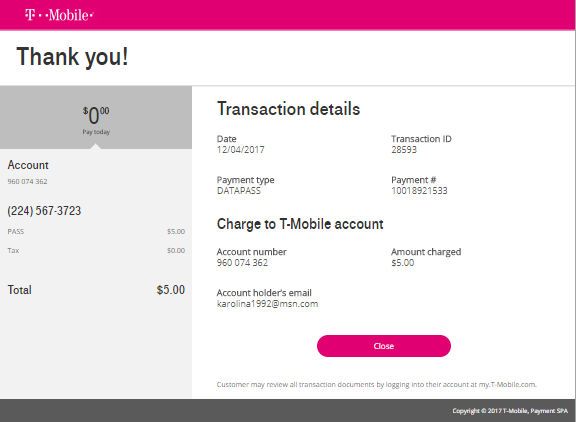 T··Mobile·
Thank you!
$0 00
Pay today
Account
960 074 362
(224) 567-3723
PASS $5.00
Tax $0.00
Total $5.00
Transaction details
Date Transaction ID
12/04/2017 28593
Payment type Payment #
DATAPASS 10018921533
Charge to T-Mobile account
Account number Amount charged
960 074 362 $5.00
Account holder's email
karolina1992@msn.com
Close
Customer may review all transaction documents by logging into their account at my.T-Mobile.com.
Copyright © 2017 T-Mobile, Payment SPA